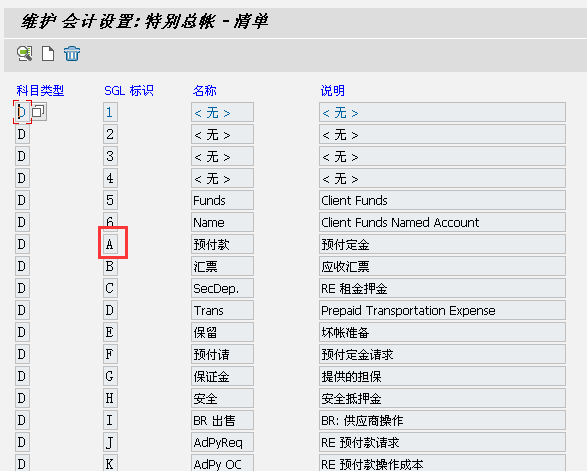 维护 会计设置:特别总帐 - 清单
科目类型 SGL 标识 名称 说明
D 1 < 无 > < 无 >
D 2 < 无 > < 无 >
D 3 < 无 > < 无 >
D 4 < 无 > < 无 >
D 5 Funds Client Funds
D 6 Name Client Funds Named Account
D A 预付款 预付定金
D B 汇票 应收汇票
D C SecDep. RE 租金押金
D D Trans Prepaid Transportation Expense
D E 保留 坏帐准备
D F 预付请 预付定金请求
D G 保证金 提供的担保
D H 安全 安全抵押金
D I BR 出售 BR: 供应商操作
D J AdPyReq RE 预付款请求
D K AdPy OC RE 预付款操作成本